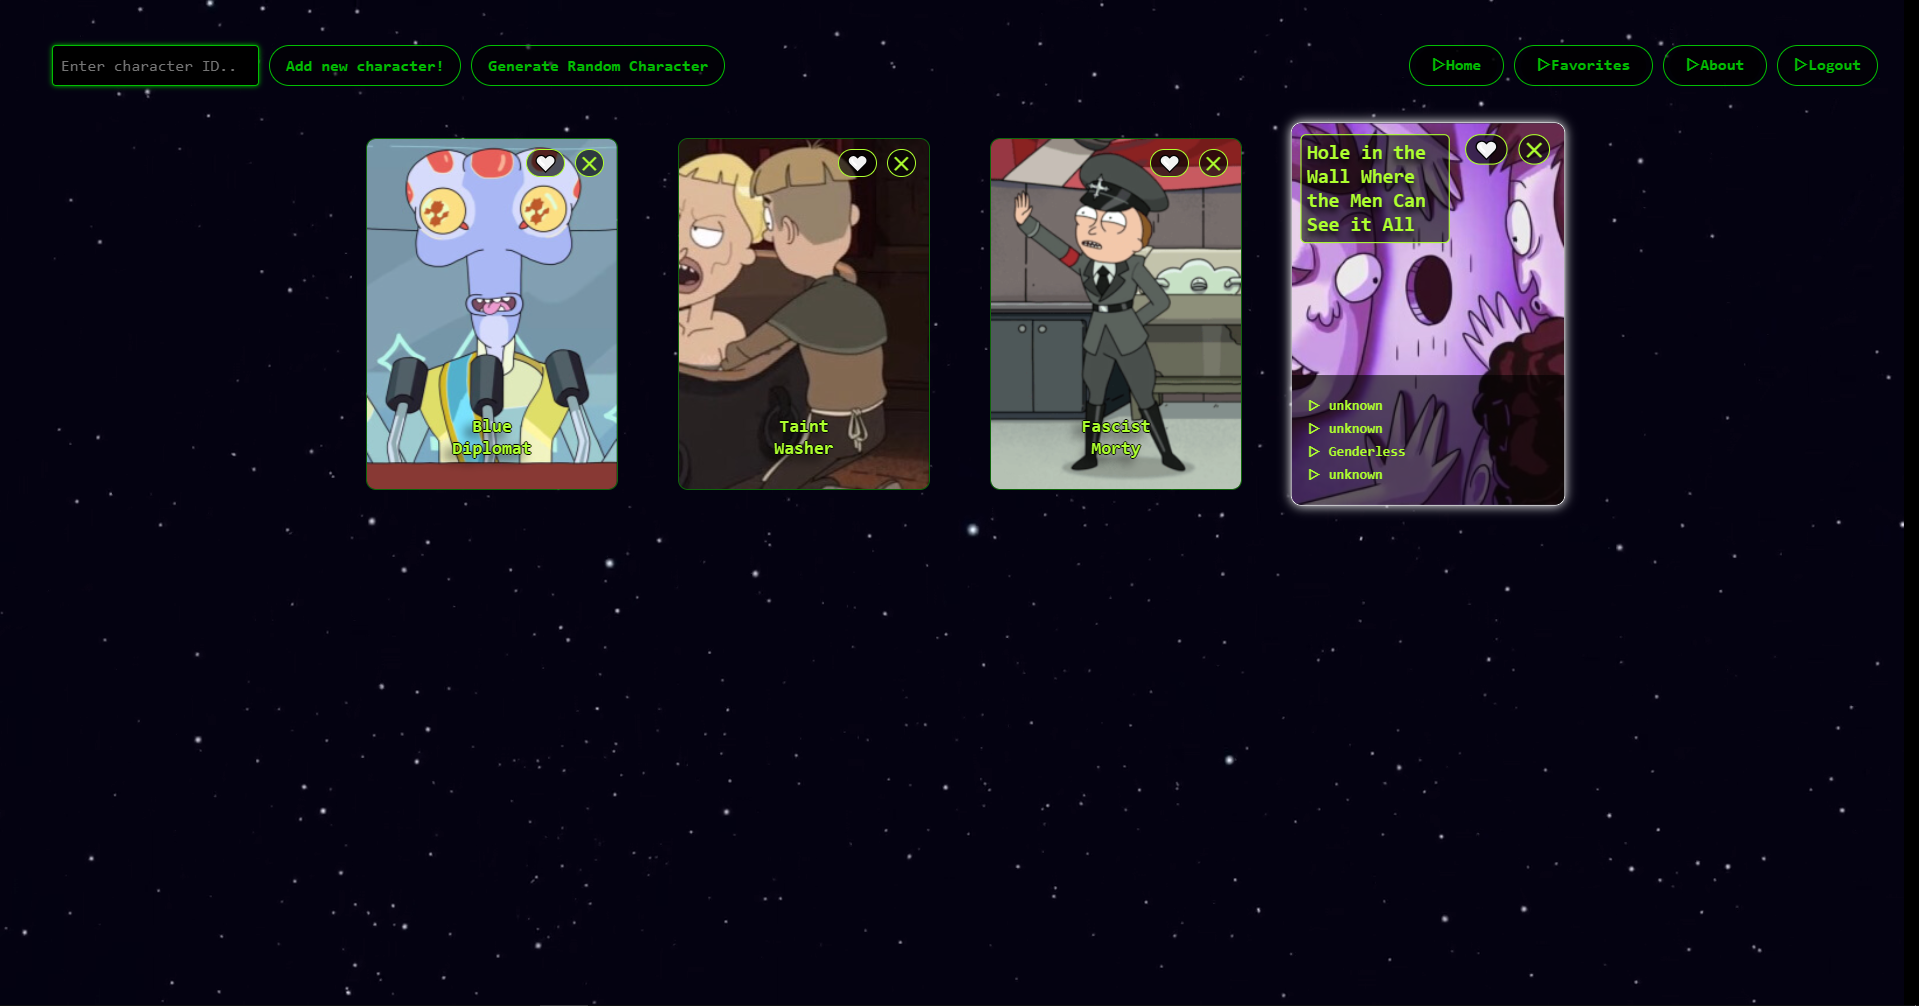 Enter character ID..
Add new character!
Generate Random Character
▷Home
▷Favorites
▷About
▷Logout
Blue
Diplomat
Taint
Washer
Fascist
Morty
Hole in the
Wall Where
the Men Can
See it All
▷ unknown
▷ unknown
▷ Genderless
▷ unknown